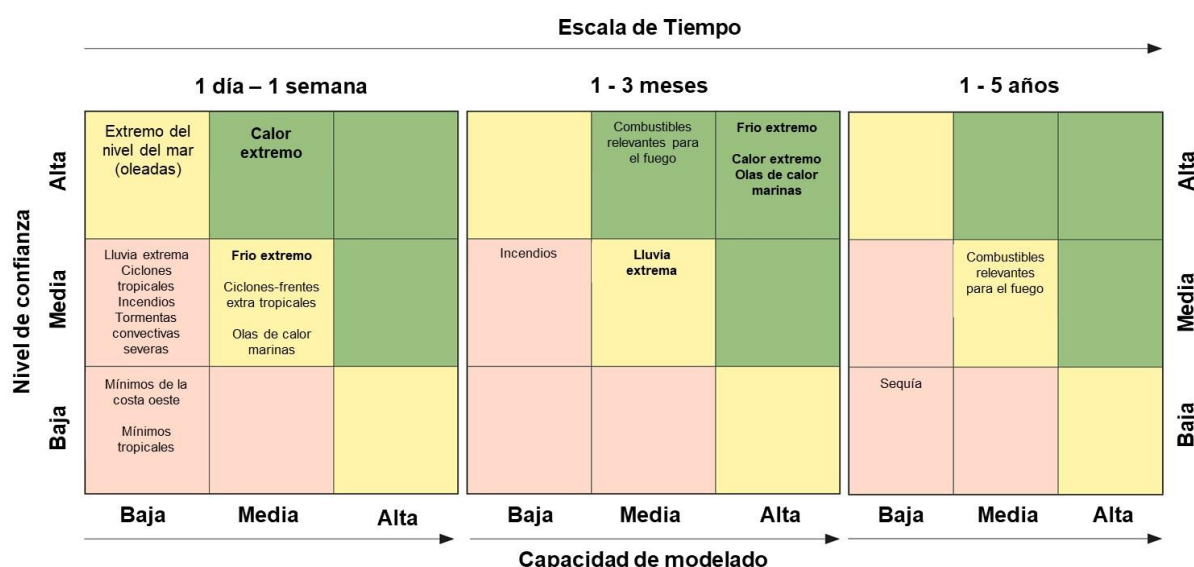 Escala de Tiempo
1 día – 1 semana
1 - 3 meses
1 - 5 años
Nivel de confianza
Alta
Media
Baja
Extremo del
nivel del mar
(oleadas)
Calor
extremo
Lluvia extrema
Ciclones
tropicales
Incendios
Tormentas
convectivas
severas
Frio extremo
Ciclones-frentes
extra tropicales
Olas de calor
marinas
Mínimos de la
costa oeste
Mínimos
tropicales
Combustibles
relevantes para
el fuego
Frio extremo
Calor extremo
Olas de calor
marinas
Incendios
Lluvia
extrema
Combustibles
relevantes
para el fuego
Sequía
Alta
Media
Baja
Baja
Media
Alta
Baja
Media
Alta
Baja
Media
Alta
Capacidad de modelado